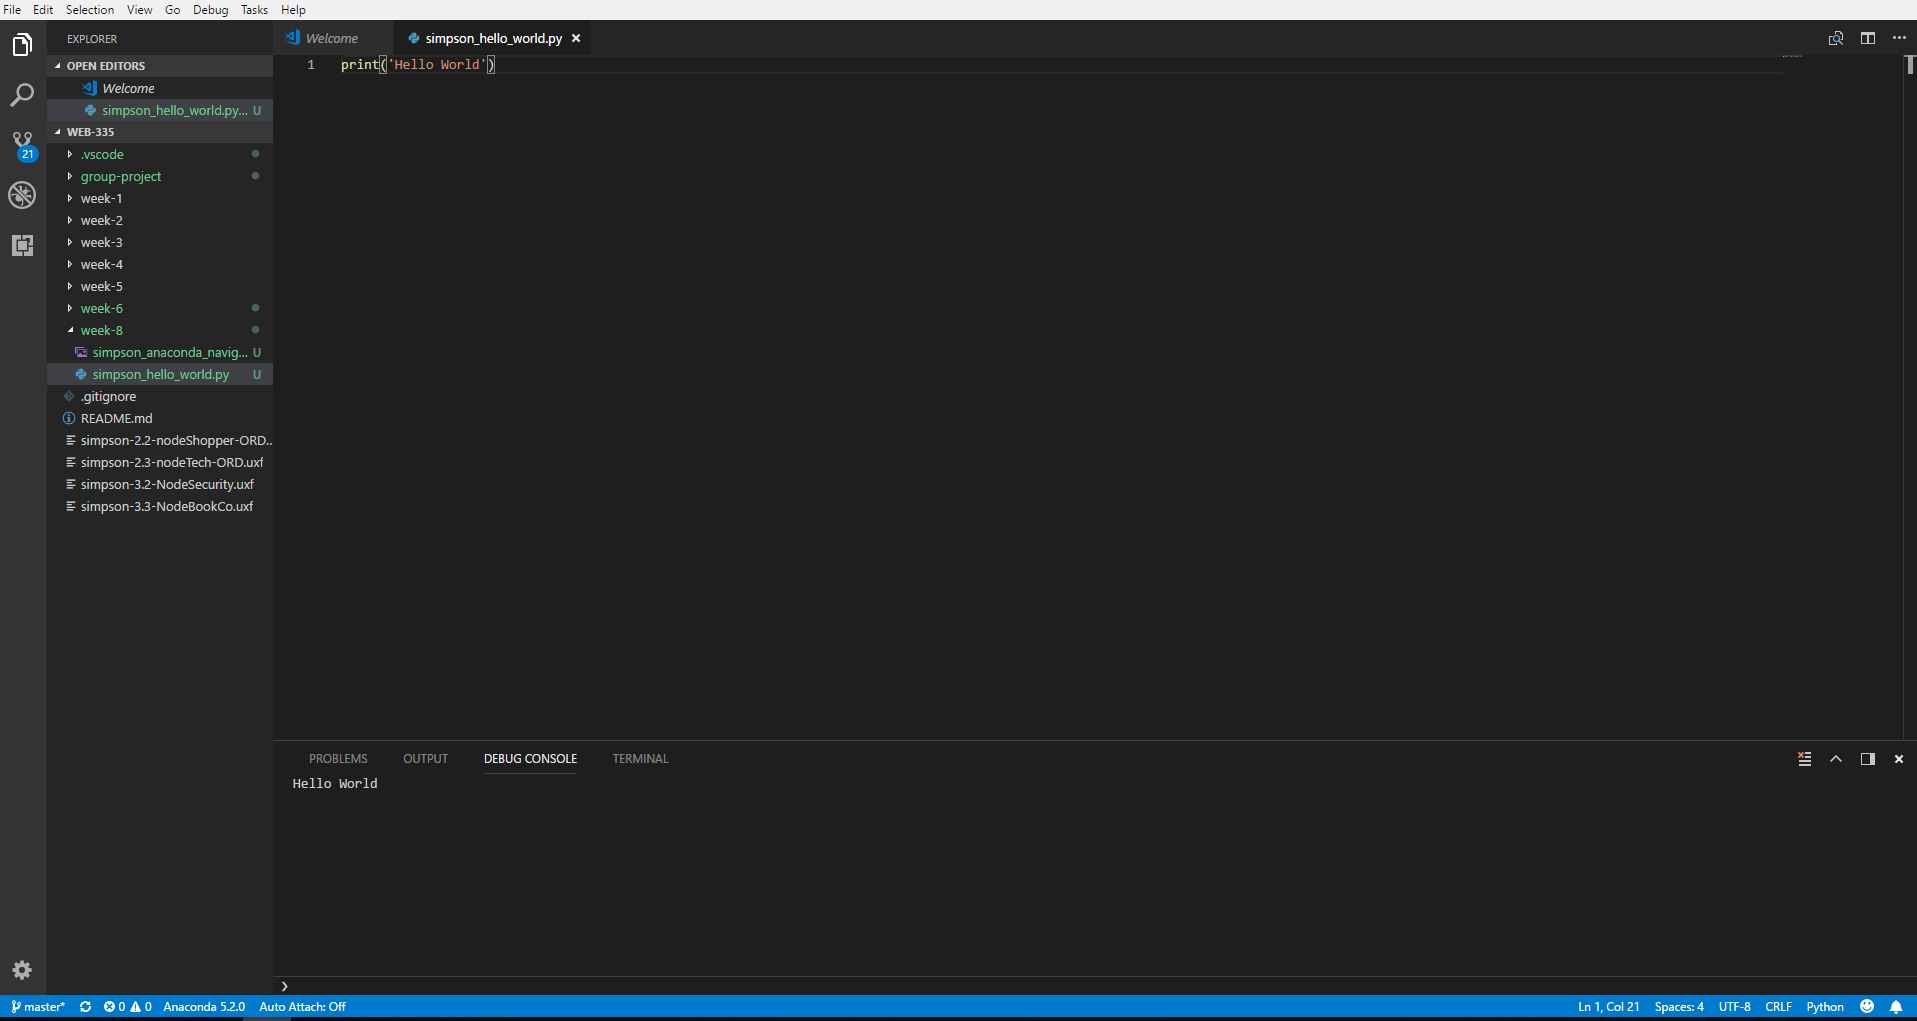 File Edit Selection View Go Debug Tasks Help
EXPLORER
OPEN EDITORS
Welcome
simpson_hello_world.py... U
WEB-335
.vscode
group-project
week-1
week-2
week-3
week-4
week-5
week-6
week-8
simpson_anaconda_navig... U
simpson_hello_world.py U
.gitignore
README.md
simpson-2.2-nodeShopper-ORD..
simpson-2.3-nodeTech-ORD.uxf
simpson-3.2-NodeSecurity.uxf
simpson-3.3-NodeBookCo.uxf
21
Welcome simpson_hello_world.py
1 print('Hello World')
PROBLEMS OUTPUT DEBUG CONSOLE TERMINAL
Hello World
master* 0 0 Anaconda 5.2.0 Auto Attach: Off Ln 1, Col 21 Spaces: 4 UTF-8 CRLF Python